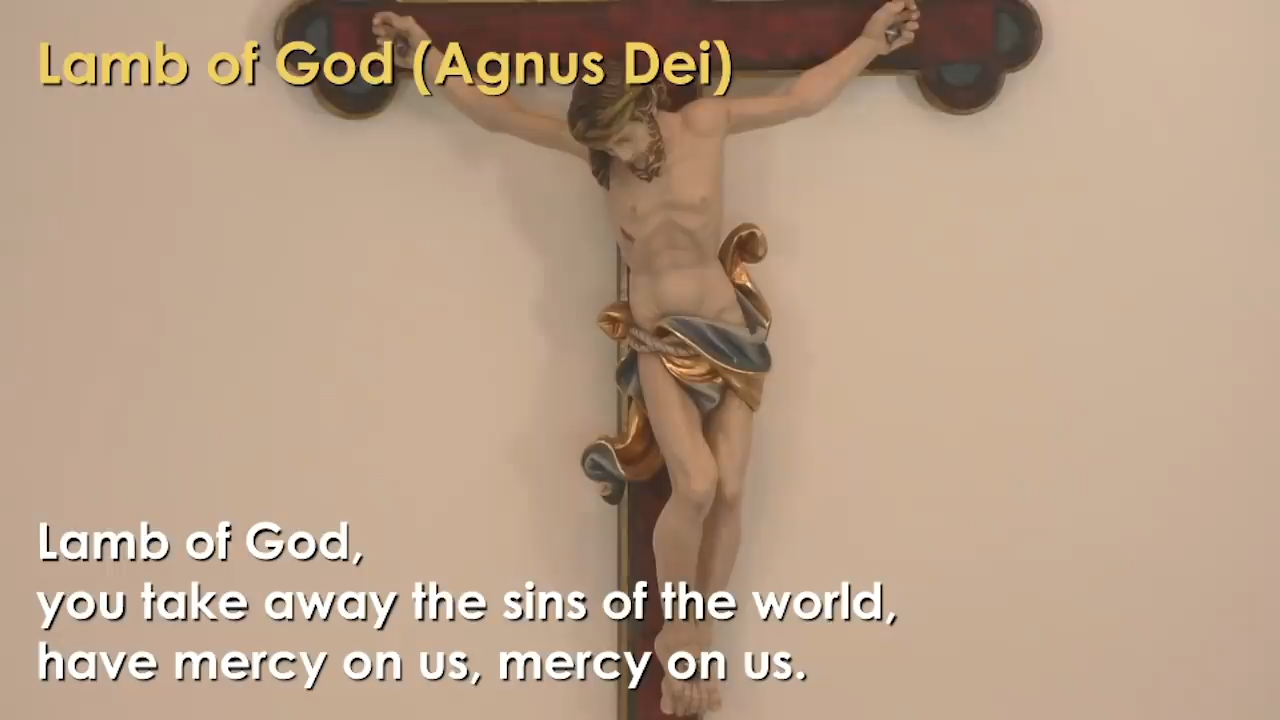 Lamb of God (Agnus Dei)
Lamb of God,
you take away the sins of the world,
have mercy on us, mercy on us.